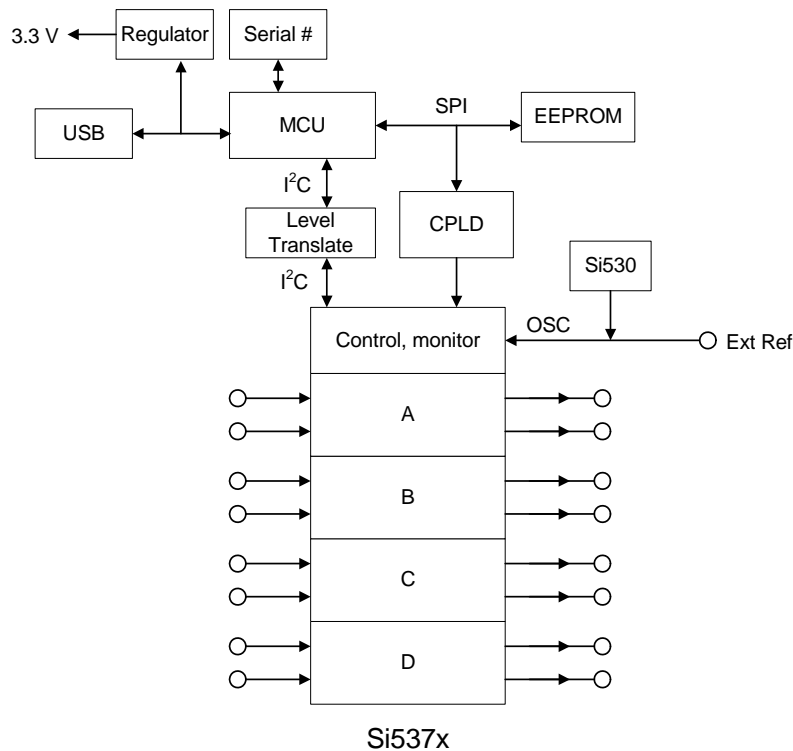 3.3 V
Regulator
Serial #
USB
MCU
SPI
EEPROM
I²C
Level
Translate
CPLD
I²C
Si530
Control, monitor
OSC
Ext Ref
A
B
C
D
Si537x